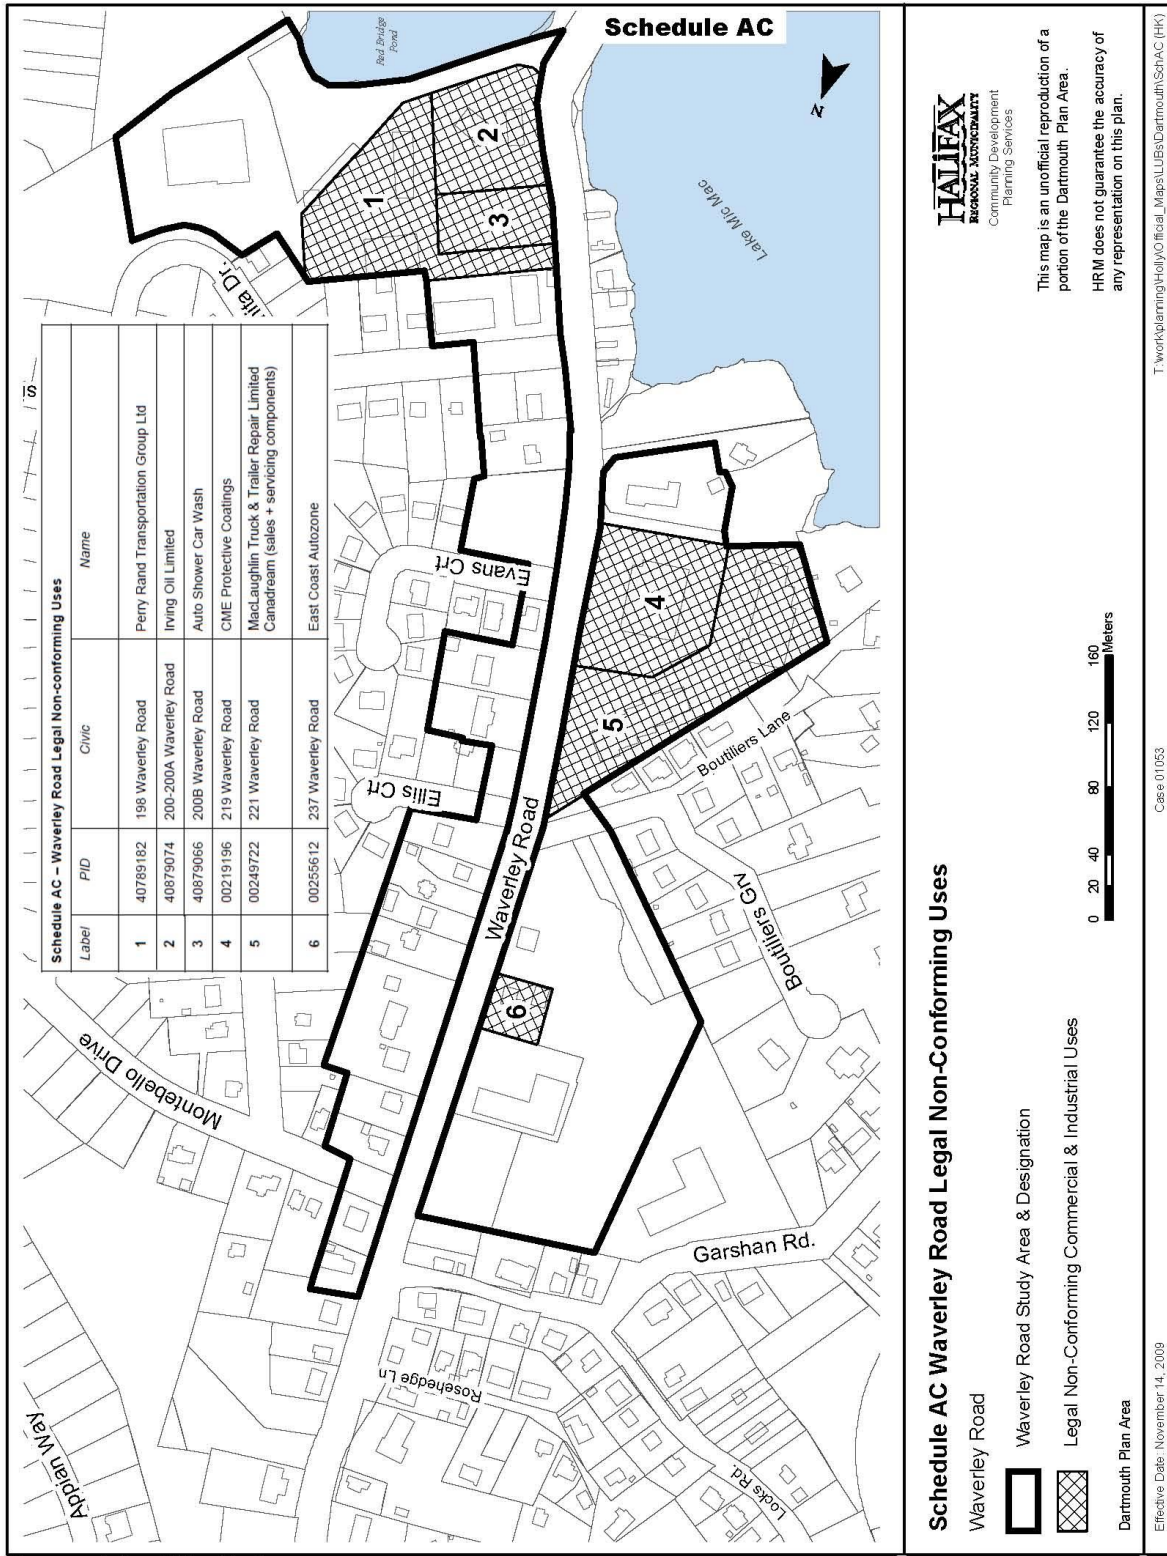 Schedule AC
Schedule AC – Waverley Road Legal Non-conforming Uses
Label PID Civic Name
1 40789182 198 Waverley Road Perry Rand Transportation Group Ltd
2 40879074 200-200A Waverley Road Irving Oil Limited
3 40879066 200B Waverley Road Auto Shower Car Wash
4 00219196 219 Waverley Road CME Protective Coatings
5 00249722 221 Waverley Road MacLaughlin Truck & Trailer Repair Limited
Canadream (sales + servicing components)
6 00255612 237 Waverley Road East Coast Autozone
Appian Way
Montebello Drive
Ellis Crt
Evans Crt
nita Dr.
Red Bridge
Pond
Rosehedge Ln
Locks Rd.
Garshan Rd.
Waverley Road
Boutiliers Grv
Boutiliers Lane
Lake Mic Mac
N
1
2
3
4
5
6
Schedule AC Waverley Road Legal Non-Conforming Uses
Waverley Road
Waverley Road Study Area & Designation
Legal Non-Conforming Commercial & Industrial Uses
Dartmouth Plan Area
0 20 40 80 120 160
Meters
HALIFAX
REGIONAL MUNICIPALITY
Community Development
Planning Services
This map is an unofficial reproduction of a
portion of the Dartmouth Plan Area.
HRM does not guarantee the accuracy of
any representation on this plan.
Effective Date: November 14, 2009
Case 01053
T:\work\planning\Holly\Official_Maps\LUBs\Dartmouth\SchAC (HK)